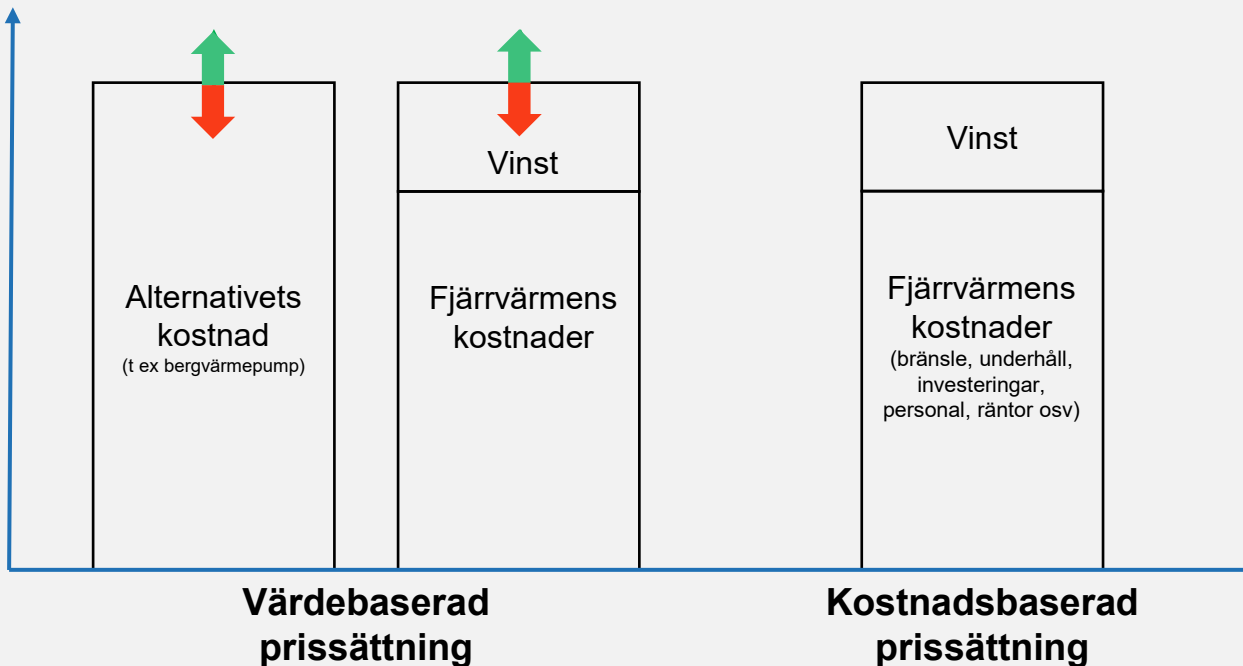 Alternativets
kostnad
(t ex bergvärmepump)
Vinst
Fjärrvärmens
kostnader
Vinst
Fjärrvärmens
kostnader
(bränsle, underhåll,
investeringar,
personal, räntor osv)
Värdebaserad
prissättning
Kostnadsbaserad
prissättning